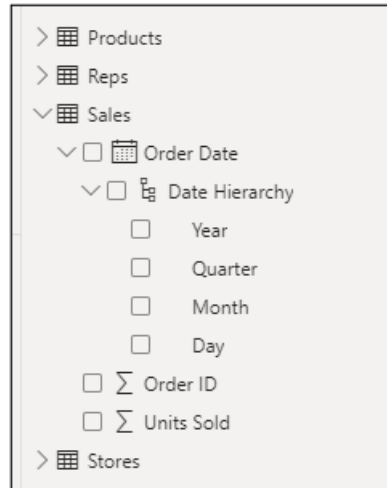 Products
Reps
Sales
Order Date
Date Hierarchy
Year
Quarter
Month
Day
Order ID
Units Sold
Stores